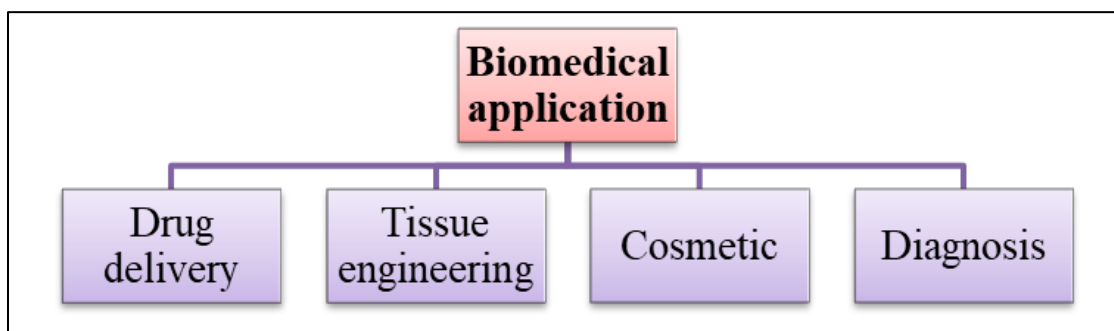 Biomedical
application
Drug
delivery
Tissue
engineering
Cosmetic
Diagnosis